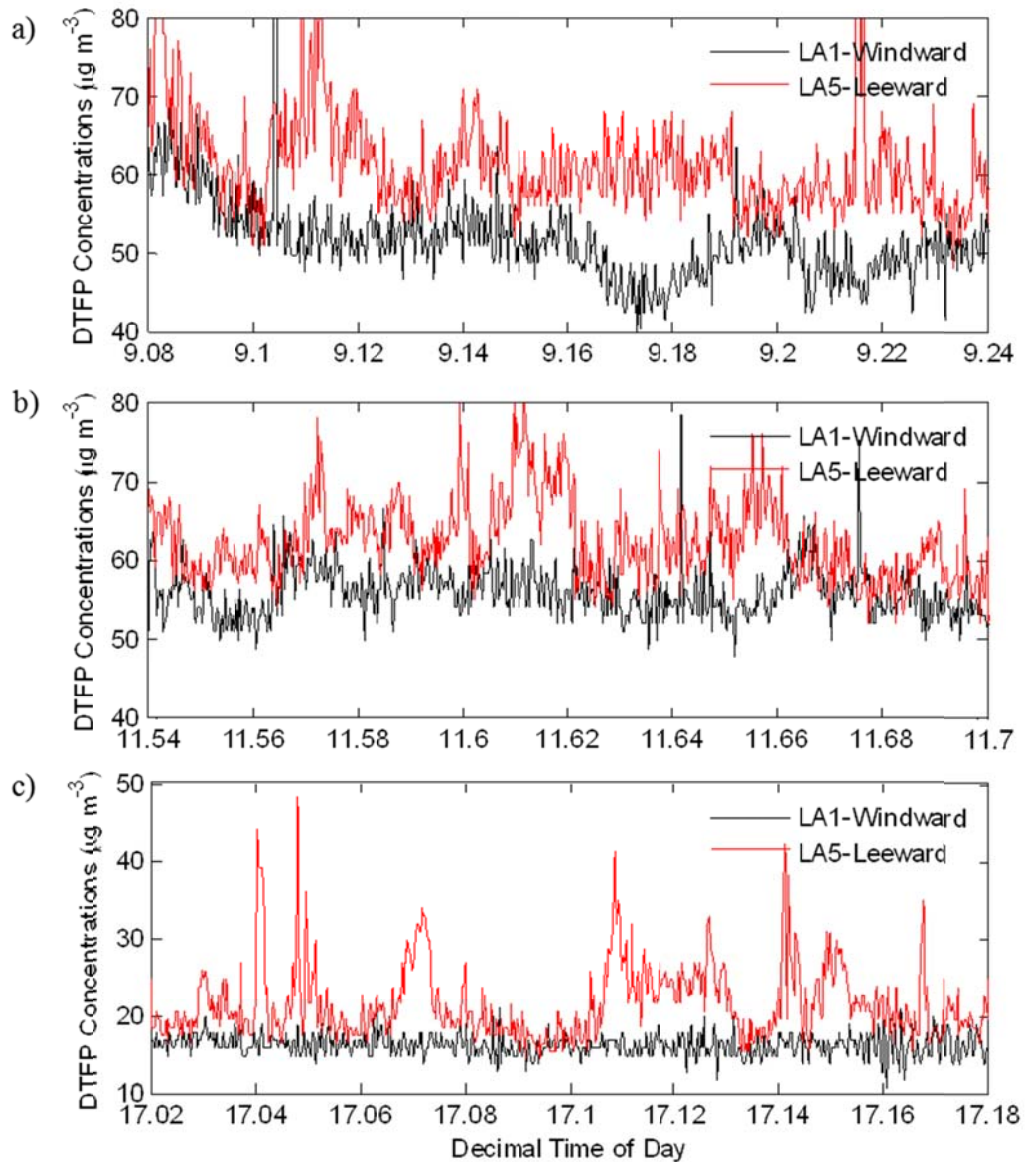 a)
DTFP Concentrations (µg m-3)
80
70
60
50
40
LA1-Windward
LA5-Leeward
9.08 9.1 9.12 9.14 9.16 9.18 9.2 9.22 9.24
b)
DTFP Concentrations (µg m-3)
80
70
60
50
40
LA1-Windward
LA5-Leeward
11.54 11.56 11.58 11.6 11.62 11.64 11.66 11.68 11.7
c)
DTFP Concentrations (µg m-3)
50
40
30
20
10
LA1-Windward
LA5-Leeward
17.02 17.04 17.06 17.08 17.10 17.12 17.14 17.16 17.18
Decimal Time of Day